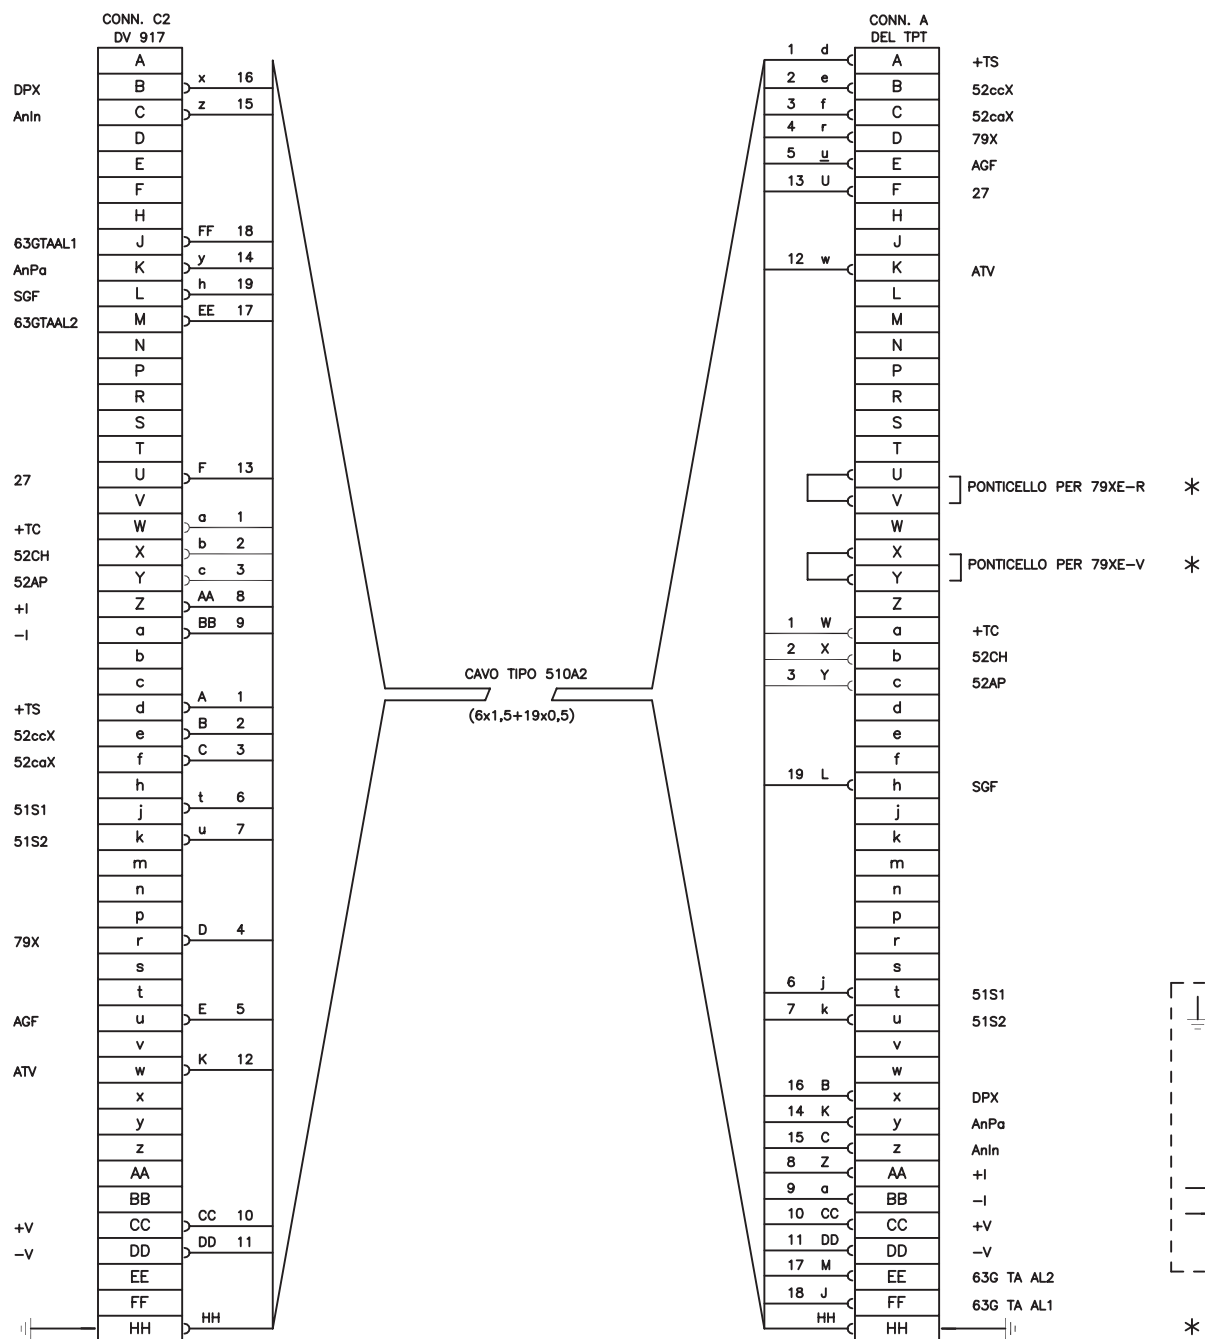 CONN. C2
DV 917
A
DPX B x 16
AnIn C z 15
D
E
F
H
63GTAAL1 J FF 18
AnPa K y 14
SGF L h 19
63GTAAL2 M EE 17
N
P
R
S
T
27 U F 13
V
+TC W a 1
52CH X b 2
52AP Y c 3
+I Z AA 8
-I a BB 9
b
c
+TS d A 1
52ccX e B 2
52caX f C 3
h
51S1 j t 6
51S2 k u 7
m
n
p
79X r D 4
s
t
AGF u E 5
v
ATV w K 12
x
y
z
AA
BB
+V CC CC 10
-V DD DD 11
EE
FF
HH HH
CAVO TIPO 510A2
(6x1,5+19x0,5)
CONN. A
DEL TPT
1 d A +TS
2 e B 52ccX
3 f C 52caX
4 r D 79X
5 u E AGF
13 U F 27
H
J
12 w K ATV
L
M
N
P
R
S
T
U
V
PONTICELLO PER 79XE-R *
W
X
Y
PONTICELLO PER 79XE-V *
Z
1 W a +TC
2 X b 52CH
3 Y c 52AP
d
e
f
19 L h SGF
j
k
m
n
p
r
s
6 j t 51S1
7 k u 51S2
v
w
16 B x DPX
14 K y AnPa
15 C z AnIn
8 Z AA +I
9 a BB -I
10 CC CC +V
11 DD DD -V
17 M EE 63G TA AL2
18 J FF 63G TA AL1
HH HH *